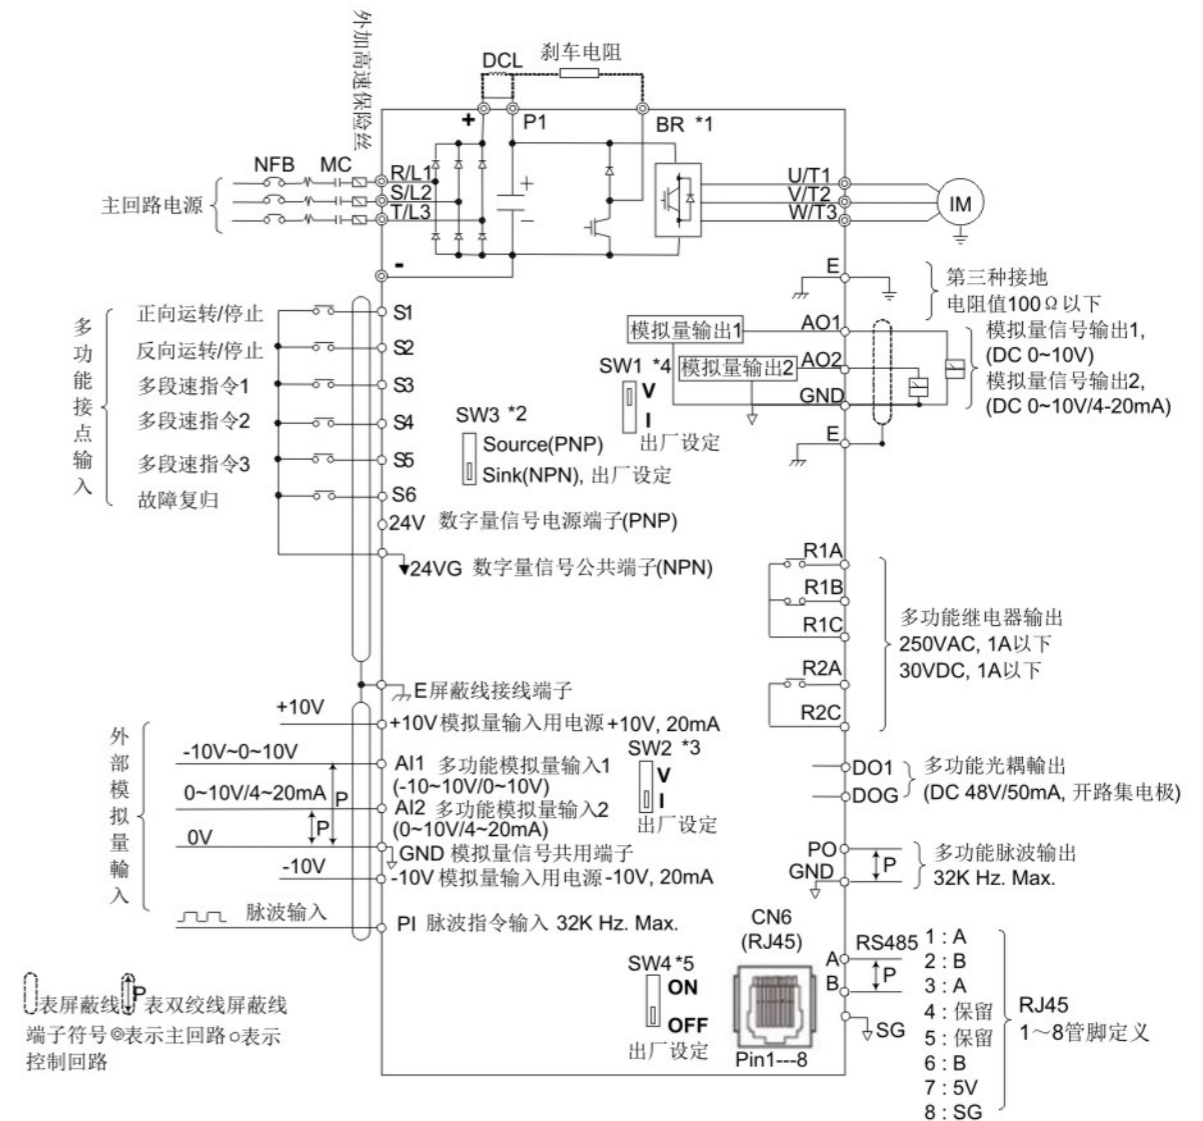 外加高速保险丝
DCL
刹车电阻
+
P1
BR *1
NFB
MC
主回路电源
R/L1
S/L2
T/L3
+
−
U/T1
V/T2
W/T3
IM
-
E
第三种接地
电阻值100Ω以下
多功能接点输入
正向运转/停止
S1
反向运转/停止
S2
多段速指令1
S3
多段速指令2
S4
多段速指令3
S5
故障复归
S6
24V 数字量信号电源端子(PNP)
24VG 数字量信号公共端子(NPN)
SW3 *2
Source(PNP)
Sink(NPN), 出厂设定
SW1 *4
V
I
出厂设定
模拟量输出1
AO1
模拟量输出2
AO2
GND
E
模拟量信号输出1,
(DC 0~10V)
模拟量信号输出2,
(DC 0~10V/4-20mA)
R1A
R1B
R1C
R2A
R2C
多功能继电器输出
250VAC, 1A以下
30VDC, 1A以下
E屏蔽线接线端子
外部模拟量輸入
+10V
+10V模拟量输入用电源+10V, 20mA
-10V~0~10V
AI1 多功能模拟量输入1
(-10~10V/0~10V)
0~10V/4~20mA
P
AI2 多功能模拟量输入2
(0~10V/4~20mA)
P
0V
GND 模拟量信号共用端子
-10V
-10V模拟量输入用电源-10V, 20mA
脉波输入
PI 脉波指令输入 32K Hz. Max.
SW2 *3
V
I
出厂设定
DO1
DOG
多功能光耦輸出
(DC 48V/50mA, 开路集电极)
PO
GND
P
多功能脉波输出
32K Hz. Max.
CN6
(RJ45)
Pin1---8
SW4*5
ON
OFF
出厂设定
A
B
RS485
P
SG
1 : A
2 : B
3 : A
4 : 保留
5 : 保留
6 : B
7 : 5V
8 : SG
RJ45
1～8管脚定义
表屏蔽线 P 表双绞线屏蔽线
端子符号◎表示主回路○表示
控制回路